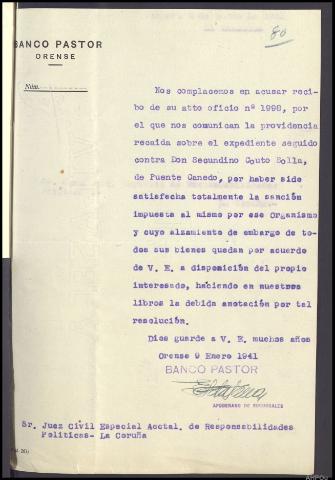 80
BANCO PASTOR
ORENSE
Núm.
Nos complacemos en acusar reci
bo de su atto oficio nº 1998, por
el que nos comunican la providencia
recaida sobre el expediente seguido
contra Don Secundino Couto Solla,
de Puente Canedo, por haber sido
satisfecha totalmente la sanción
impuesta al mismo por ese Organismo
y cuyo alzamiento de embargo de to-
dos sus bienes quedan por acuerdo
de V. E. a disposición del propio
interesado, haciendo en nuestros
libros la debida anotación por tal
resolución.
Dios guarde a V. E. muchos años
Orense 9 Enero 1941
BANCO PASTOR
APODERADO DE SUCURSALES
Sr. Juez Civil Especial Acctal. de Responsabilidades
Politicas- La Coruña